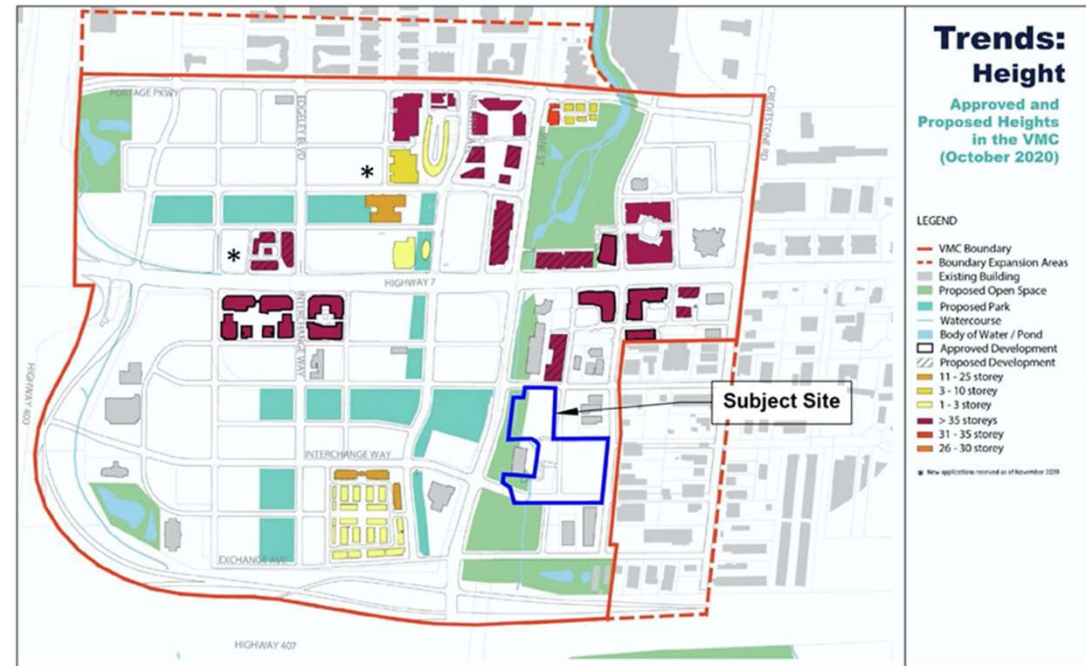 Trends:
Height
Approved and
Proposed Heights
in the VMC
(October 2020)
LEGEND
VMC Boundary
Boundary Expansion Areas
Existing Building
Proposed Open Space
Proposed Park
Watercourse
Body of Water / Pond
Approved Development
Proposed Development
11 - 25 storey
3 - 10 storey
1 - 3 storey
> 35 storeys
31 - 35 storey
26 - 30 storey
* New applications received as of November 2020
PORTAGE PKWY
EDGELEY BLVD
CREDITSTONE RD
*
*
HIGHWAY 7
INTERCHANGE WAY
HIGHWAY 400
Subject Site
INTERCHANGE WAY
EXCHANGE AVE
HIGHWAY 407